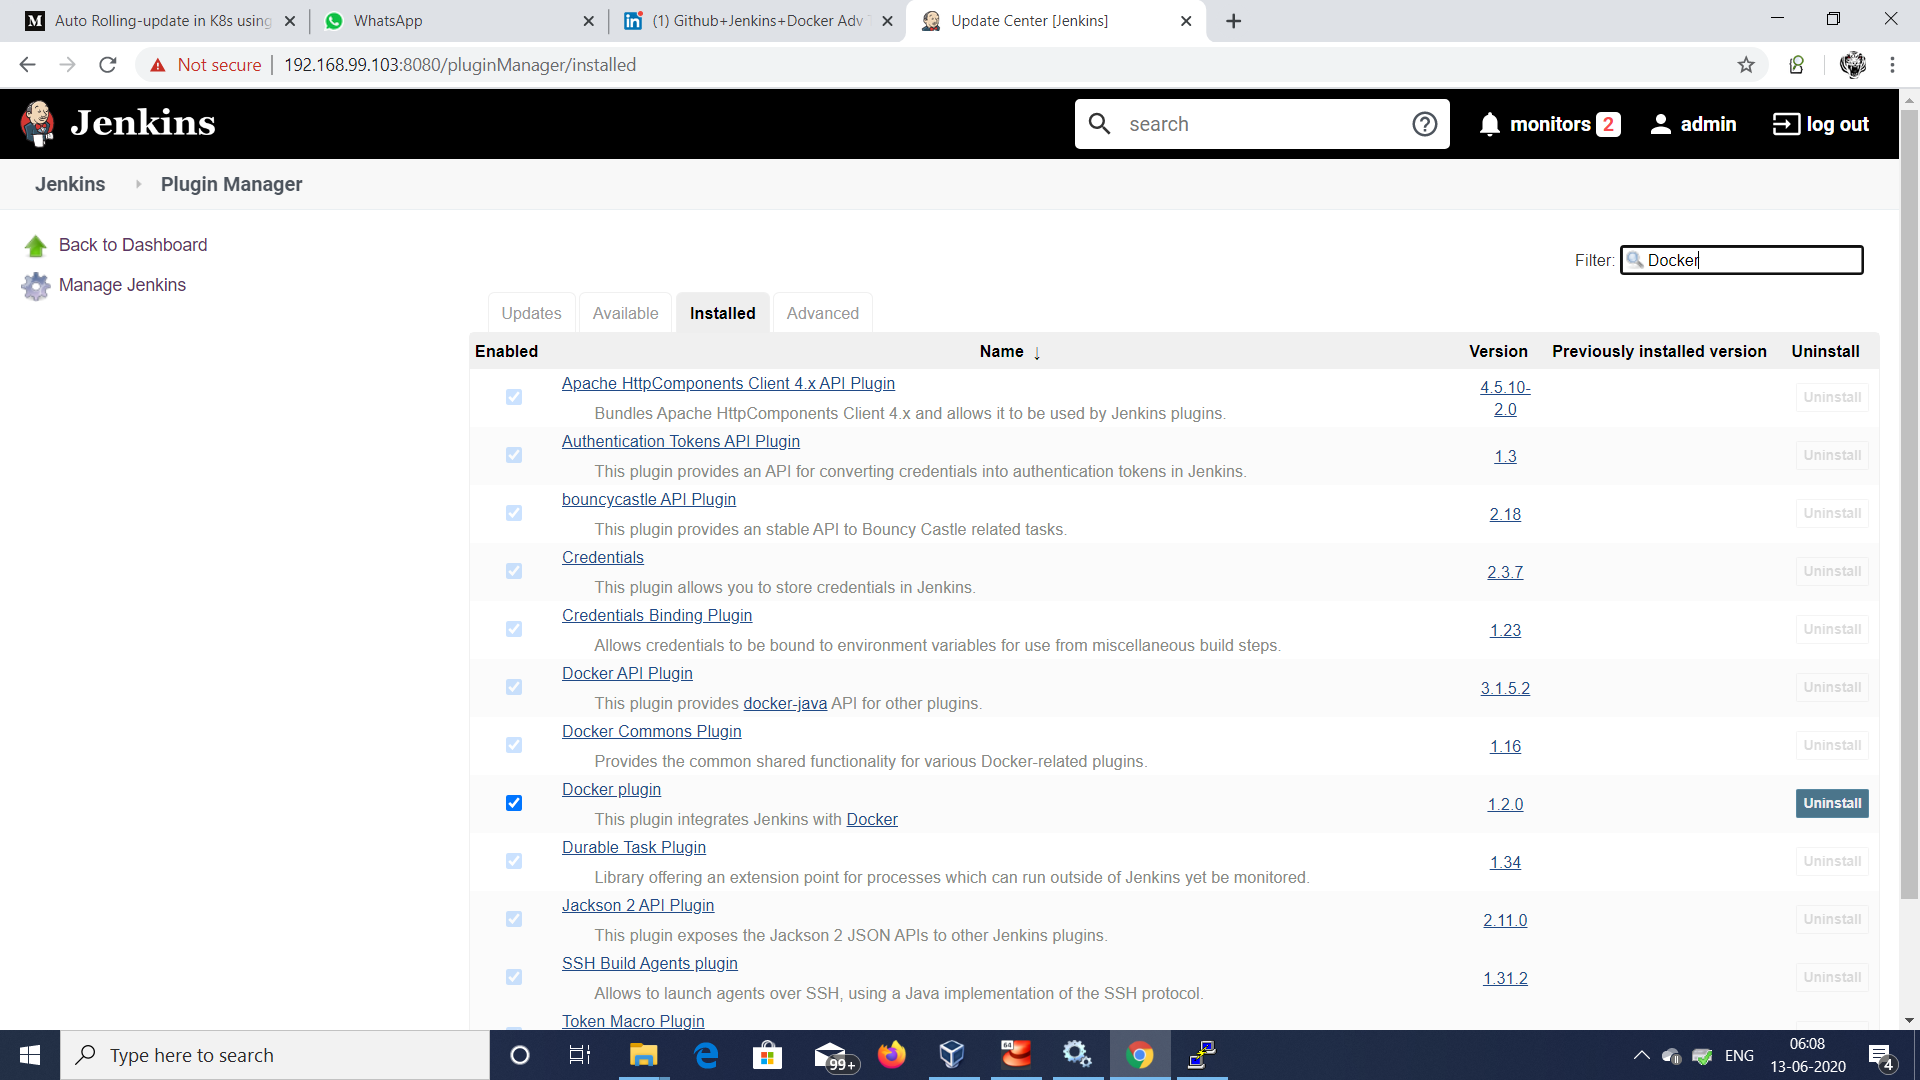 Auto Rolling-update in K8s using
WhatsApp
(1) Github+Jenkins+Docker Adv T
Update Center [Jenkins]
Not secure
192.168.99.103:8080/pluginManager/installed
Jenkins
search
monitors 2
admin
log out
Jenkins
Plugin Manager
Back to Dashboard
Manage Jenkins
Filter: Docker
Updates
Available
Installed
Advanced
Enabled
Name ↓
Version
Previously installed version
Uninstall
Apache HttpComponents Client 4.x API Plugin
Bundles Apache HttpComponents Client 4.x and allows it to be used by Jenkins plugins.
4.5.10-
2.0
Uninstall
Authentication Tokens API Plugin
This plugin provides an API for converting credentials into authentication tokens in Jenkins.
1.3
Uninstall
bouncycastle API Plugin
This plugin provides an stable API to Bouncy Castle related tasks.
2.18
Uninstall
Credentials
This plugin allows you to store credentials in Jenkins.
2.3.7
Uninstall
Credentials Binding Plugin
Allows credentials to be bound to environment variables for use from miscellaneous build steps.
1.23
Uninstall
Docker API Plugin
This plugin provides docker-java API for other plugins.
3.1.5.2
Uninstall
Docker Commons Plugin
Provides the common shared functionality for various Docker-related plugins.
1.16
Uninstall
Docker plugin
This plugin integrates Jenkins with Docker
1.2.0
Uninstall
Durable Task Plugin
Library offering an extension point for processes which can run outside of Jenkins yet be monitored.
1.34
Uninstall
Jackson 2 API Plugin
This plugin exposes the Jackson 2 JSON APIs to other Jenkins plugins.
2.11.0
Uninstall
SSH Build Agents plugin
Allows to launch agents over SSH, using a Java implementation of the SSH protocol.
1.31.2
Uninstall
Token Macro Plugin
Type here to search
99+
64
ENG
06:08
13-06-2020
4